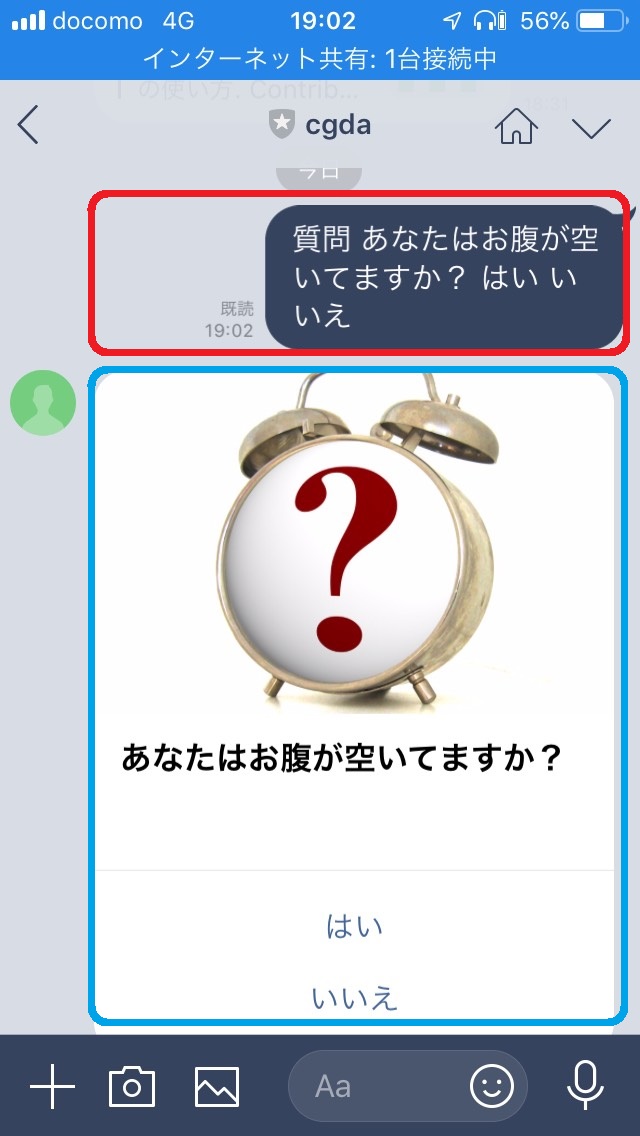 docomo 4G 19:02 56%
インターネット共有: 1台接続中
の使い方. Contrib...
18:31
cgda
今日
質問 あなたはお腹が空
いてますか？ はい い
いえ
既読
19:02
?
あなたはお腹が空いてますか？
はい
いいえ
Aa